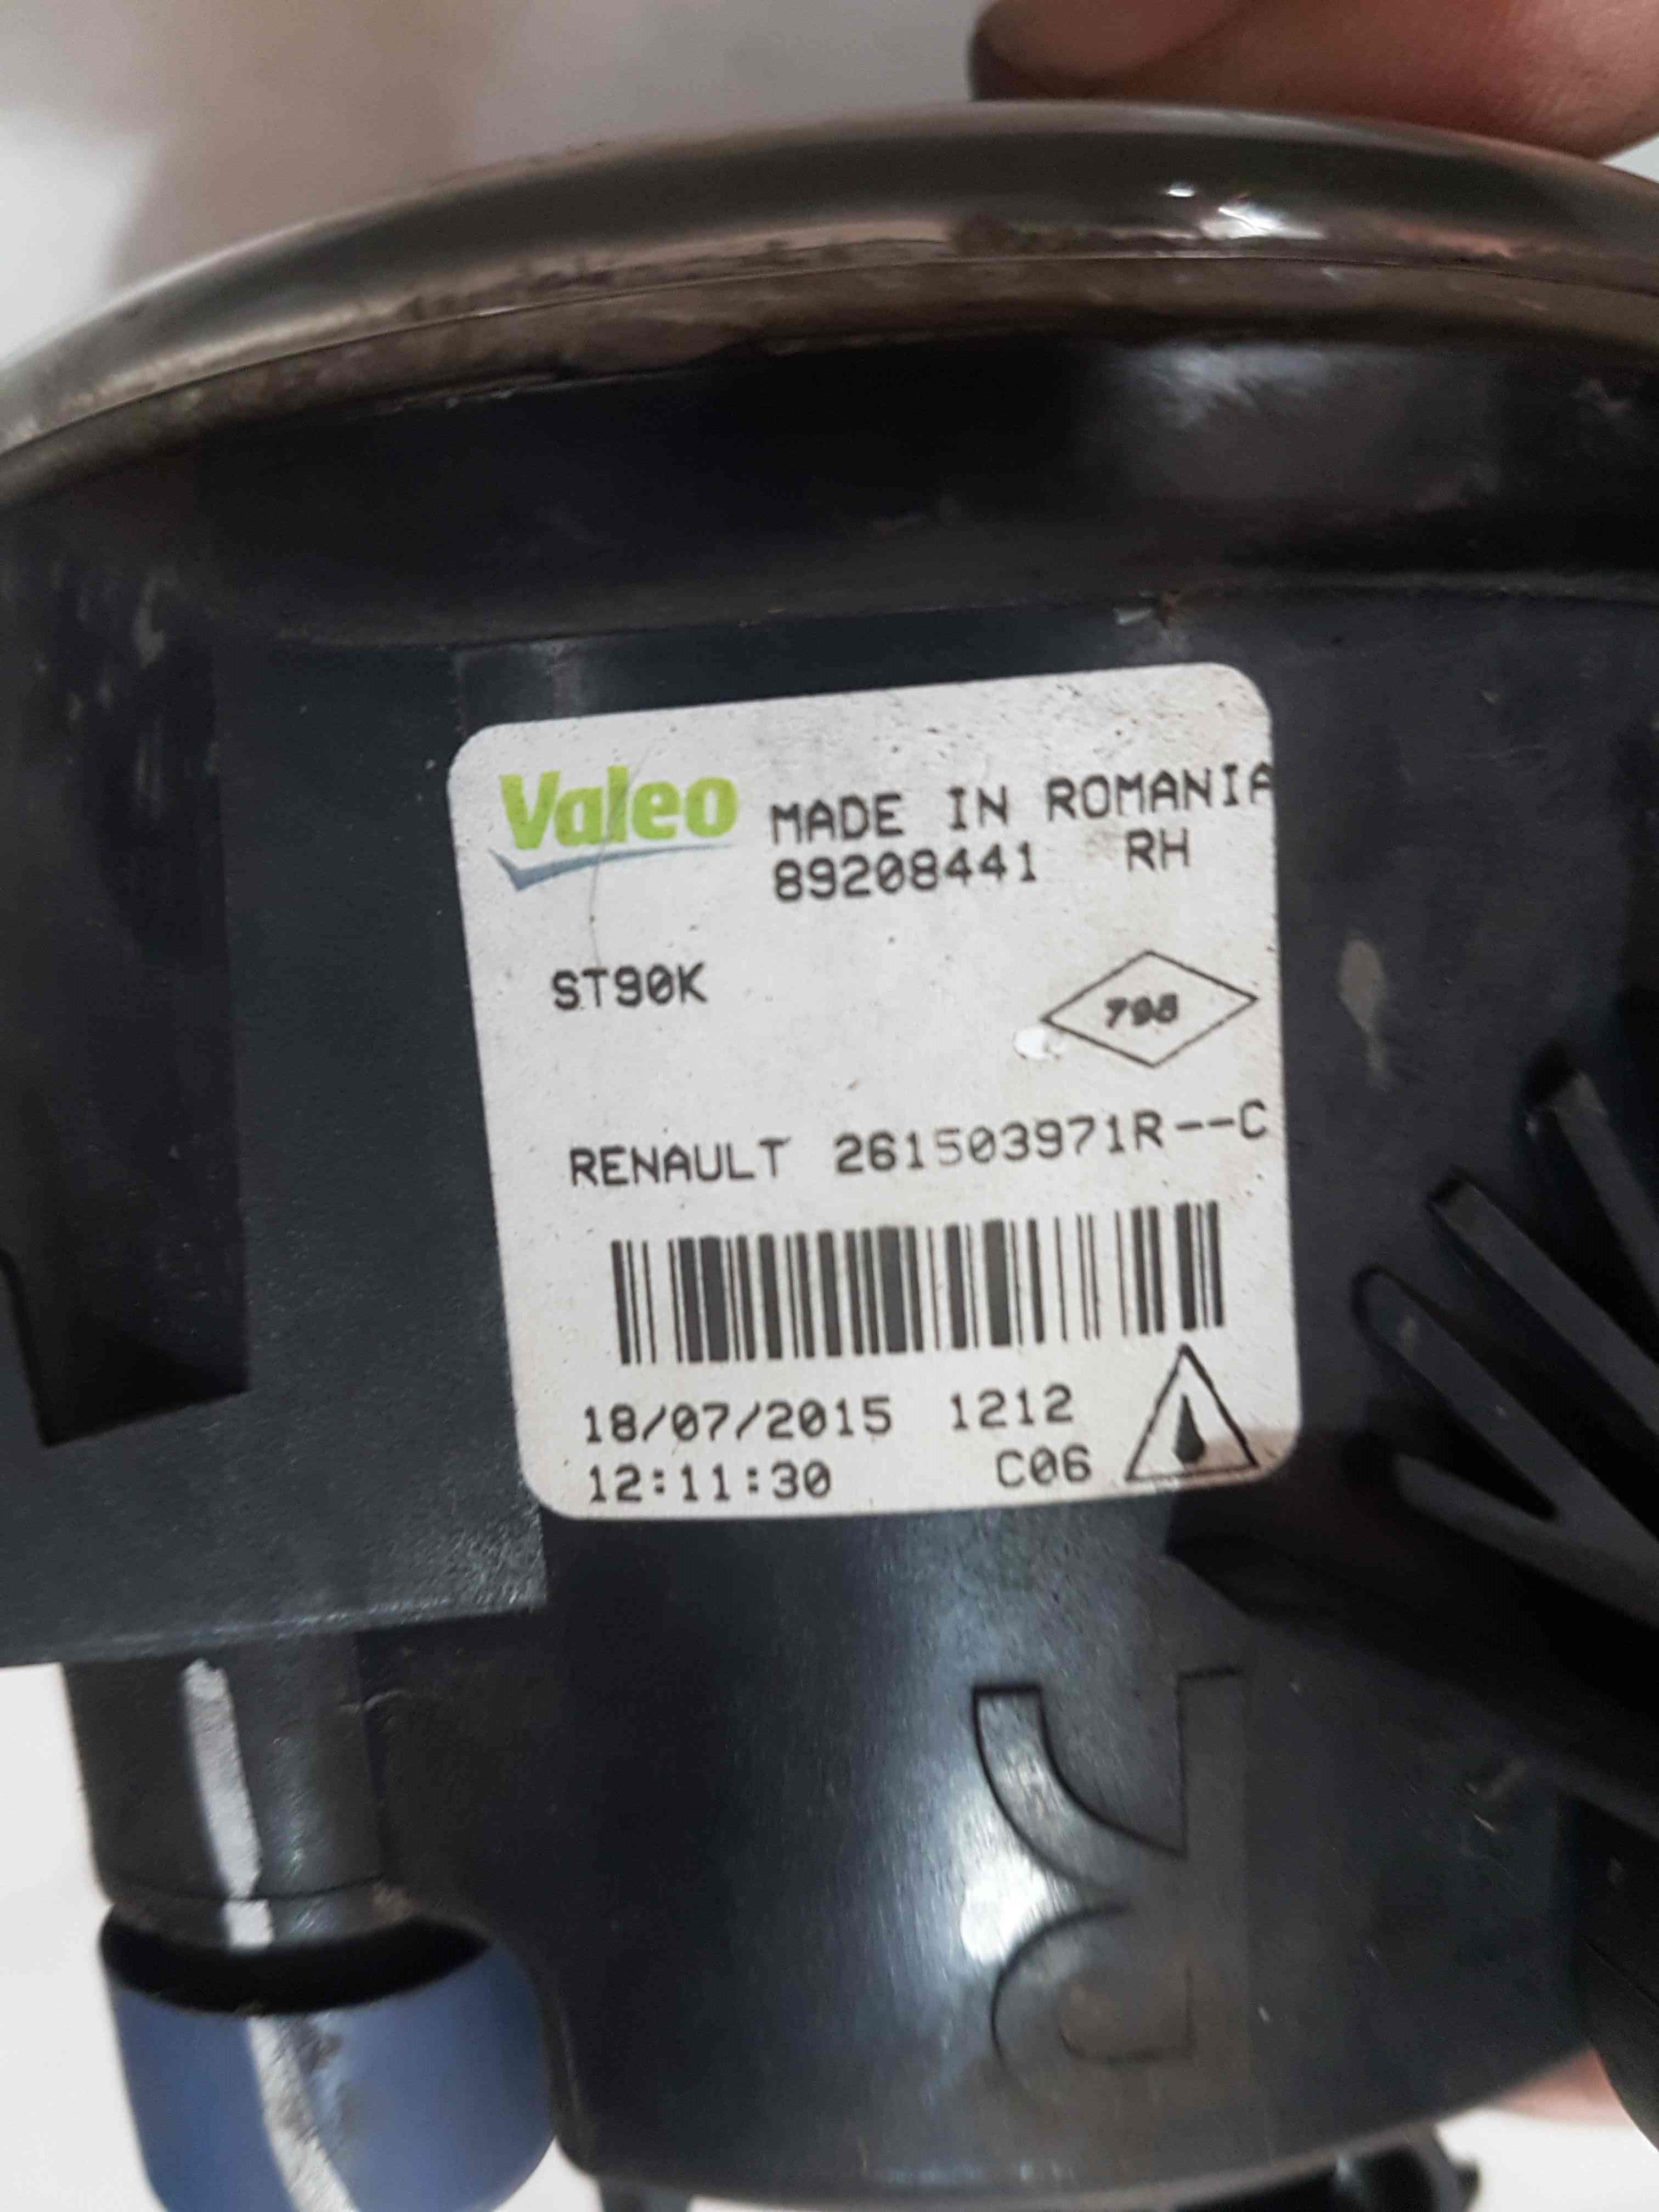 Valeo MADE IN ROMANIA
89208441 RH
ST90K
798
RENAULT 261503971R--C
18/07/2015 1212
12:11:30 C06
R